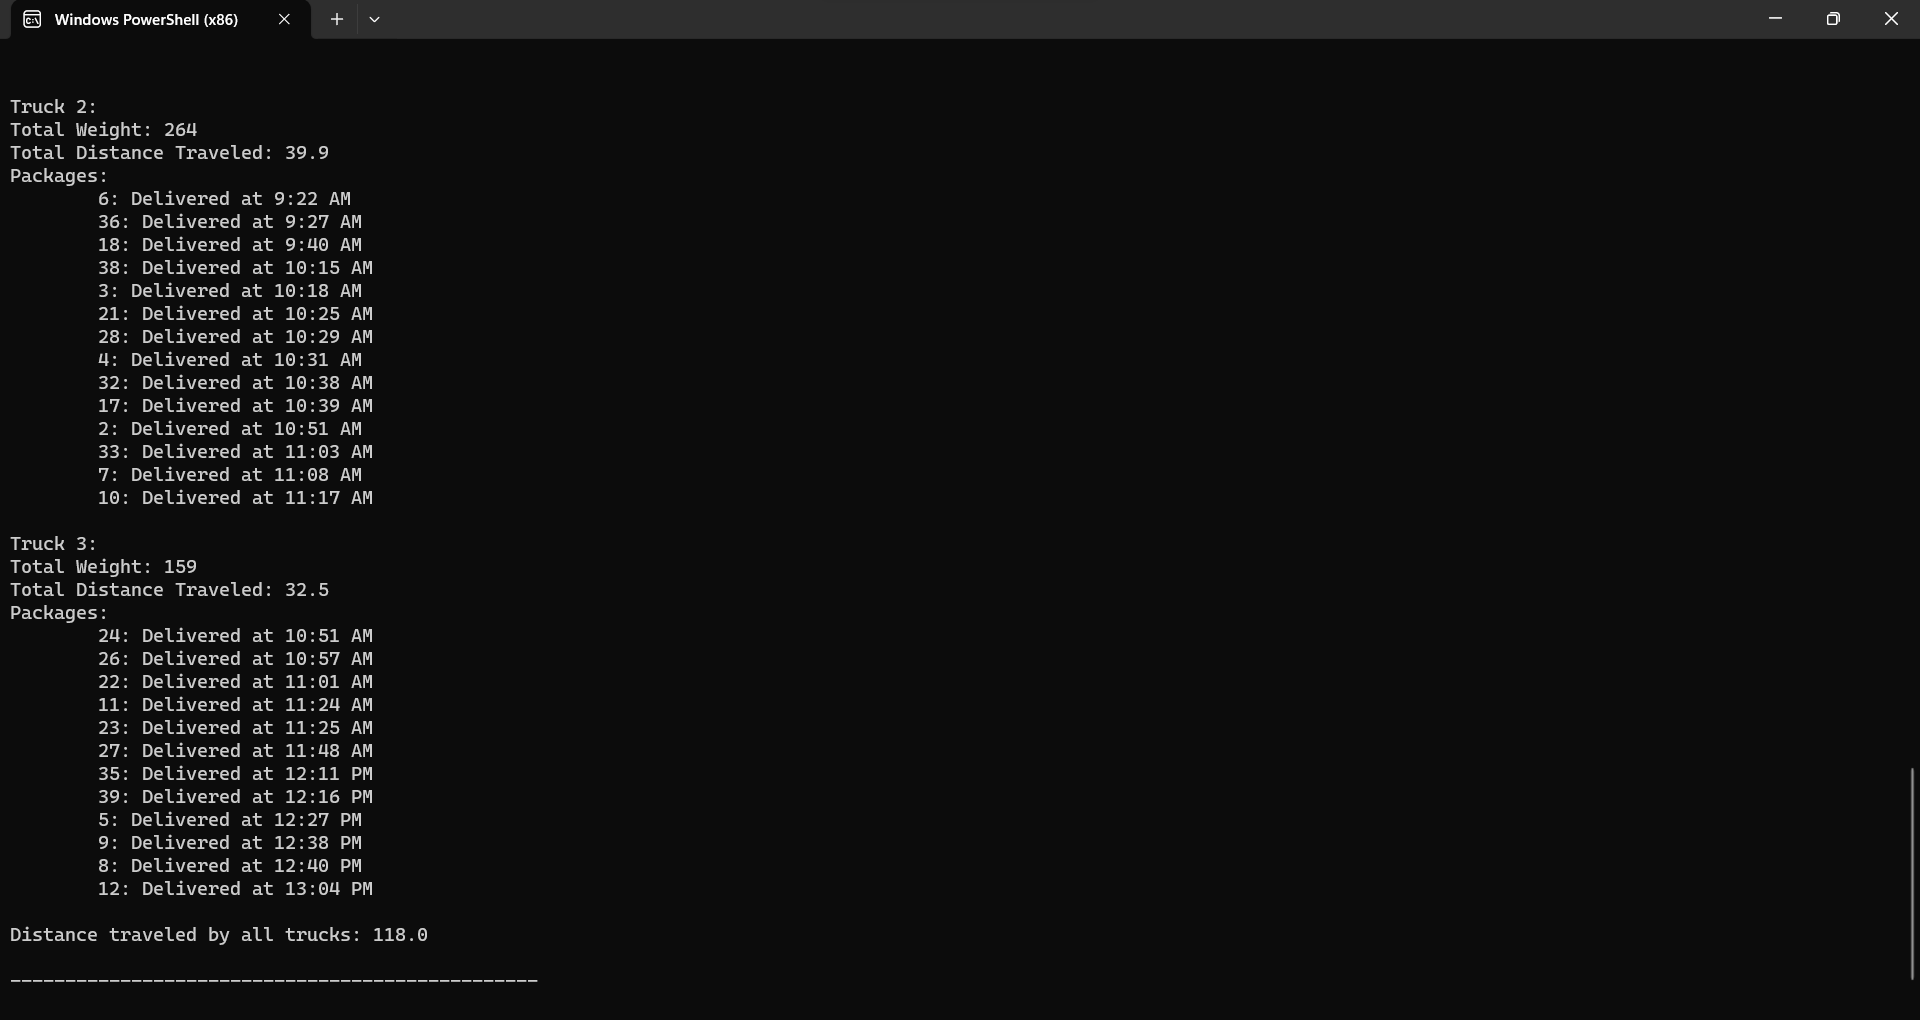 Windows PowerShell (x86)
Truck 2:
Total Weight: 264
Total Distance Traveled: 39.9
Packages:
6: Delivered at 9:22 AM
36: Delivered at 9:27 AM
18: Delivered at 9:40 AM
38: Delivered at 10:15 AM
3: Delivered at 10:18 AM
21: Delivered at 10:25 AM
28: Delivered at 10:29 AM
4: Delivered at 10:31 AM
32: Delivered at 10:38 AM
17: Delivered at 10:39 AM
2: Delivered at 10:51 AM
33: Delivered at 11:03 AM
7: Delivered at 11:08 AM
10: Delivered at 11:17 AM
Truck 3:
Total Weight: 159
Total Distance Traveled: 32.5
Packages:
24: Delivered at 10:51 AM
26: Delivered at 10:57 AM
22: Delivered at 11:01 AM
11: Delivered at 11:24 AM
23: Delivered at 11:25 AM
27: Delivered at 11:48 AM
35: Delivered at 12:11 PM
39: Delivered at 12:16 PM
5: Delivered at 12:27 PM
9: Delivered at 12:38 PM
8: Delivered at 12:40 PM
12: Delivered at 13:04 PM
Distance traveled by all trucks: 118.0
________________________________________________